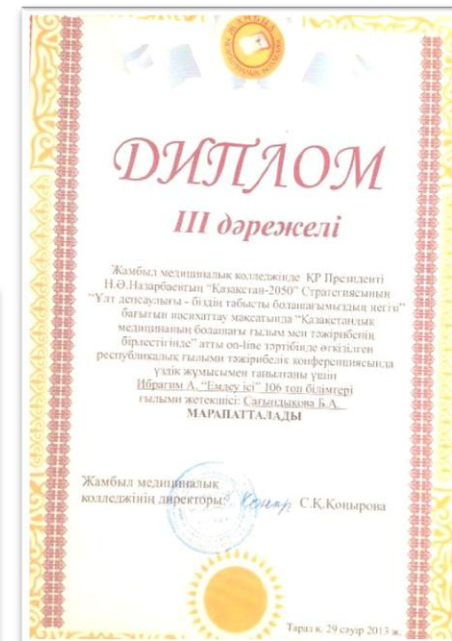 ЖАМБЫЛ
ДИПЛОМ
III дәрежелі
Жамбыл медициналық колледжінде ҚР Президенті
Н.Ә.Назарбаевтың "Қазақстан-2050" Стратегиясының
"Ұлт денсаулығы - біздің табысты болашағымыздың негізі"
бағытын насихаттау мақсатында "Қазақстандық
медицинаның болашағы ғылым мен тәжірибенің
бірлестігінде" атты on-line тәртібінде өткізілген
республикалық ғылыми тәжірибелік конференциясында
үздік жұмысымен танылғаны үшін
Ибрагим А. "Емдеу ісі" 106 топ білімгері
ғылыми жетекшісі: Сағындыкова Б.А.
МАРАПАТТАЛАДЫ
Жамбыл медициналық
колледжінің директоры: С.Қ.Қоңырова
Тараз қ. 29 сәуір 2013 ж.